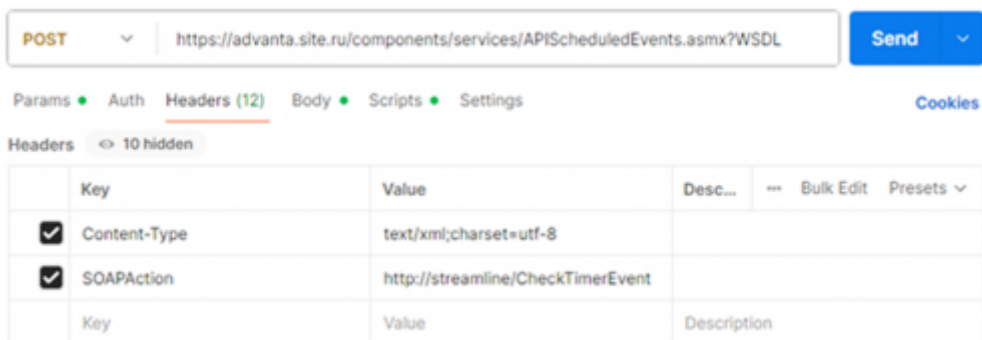 POST https://advanta.site.ru/components/services/APIScheduledEvents.asmx?WSDL Send
Params Auth Headers (12) Body Scripts Settings Cookies
Headers 10 hidden
Key Value Desc... ... Bulk Edit Presets
Content-Type text/xml;charset=utf-8
SOAPAction http://streamline/CheckTimerEvent
Key Value Description